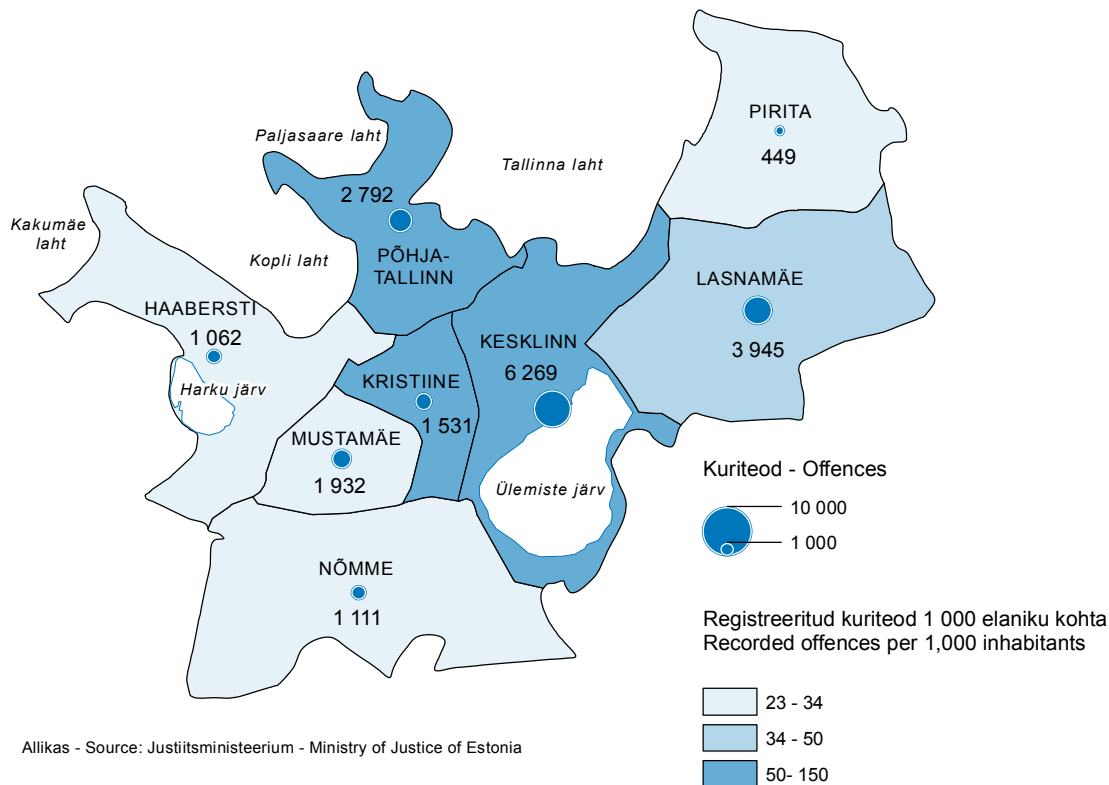 PIRITA
449
Paljasaare laht
Tallinna laht
2 792
Kakumäe
laht
Kopli laht
PÕHJA-
TALLINN
LASNAMÄE
3 945
HAABERSTI
1 062
KESKLINN
6 269
Harku järv
KRISTIINE
1 531
MUSTAMÄE
1 932
Ülemiste järv
NÕMME
1 111
Kuriteod - Offences
10 000
1 000
Registreeritud kuriteod 1 000 elaniku kohta
Recorded offences per 1,000 inhabitants
23 - 34
34 - 50
50- 150
Allikas - Source: Justiitsministeerium - Ministry of Justice of Estonia